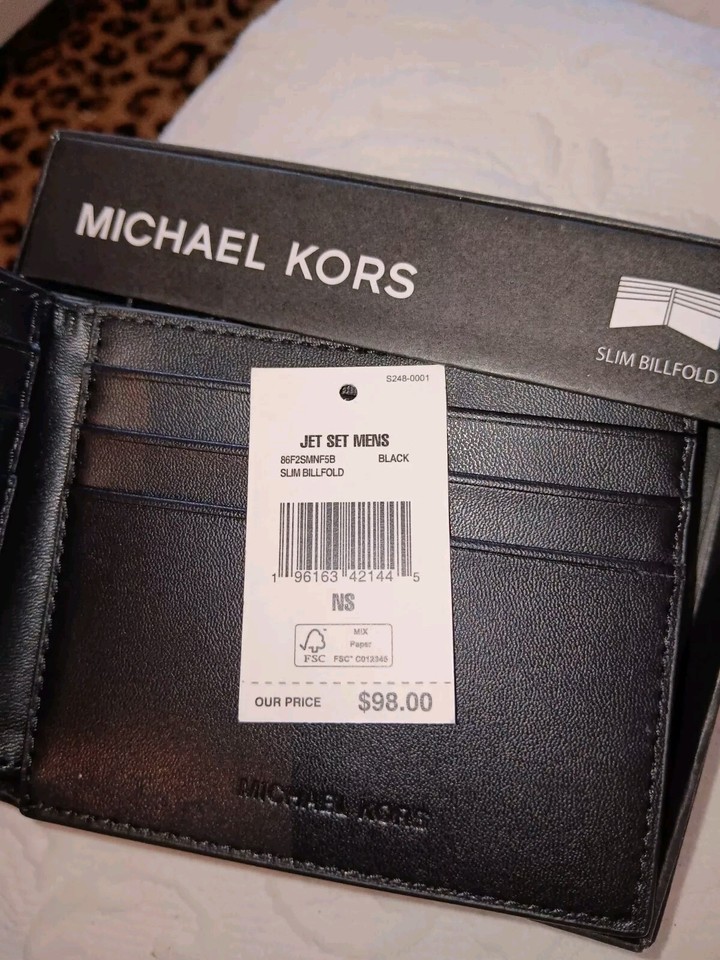 MICHAEL KORS
SLIM BILLFOLD
S248-0001
JET SET MENS
86F2SMNF5B BLACK
SLIM BILLFOLD
1 96163 42144 5
NS
FSC
MIX
Paper
FSC® C012345
OUR PRICE $98.00
MICHAEL KORS